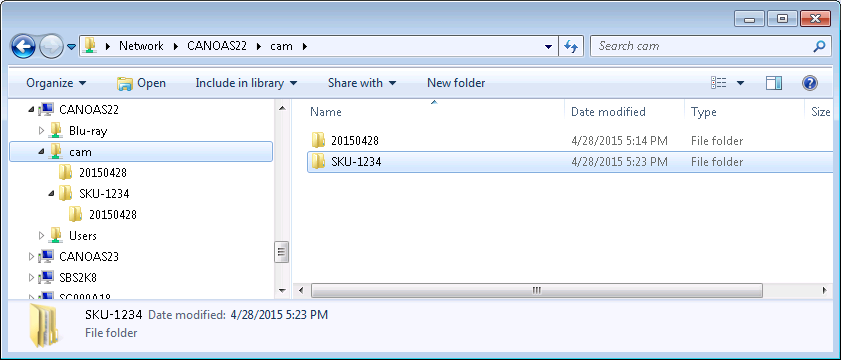 Network CANOAS22 cam Search cam
Organize Open Include in library Share with New folder
CANOAS22
Blu-ray
cam
20150428
SKU-1234
20150428
Users
CANOAS23
SBS2K8
Name Date modified Type Size
20150428 4/28/2015 5:14 PM File folder
SKU-1234 4/28/2015 5:23 PM File folder
SKU-1234 Date modified: 4/28/2015 5:23 PM
File folder